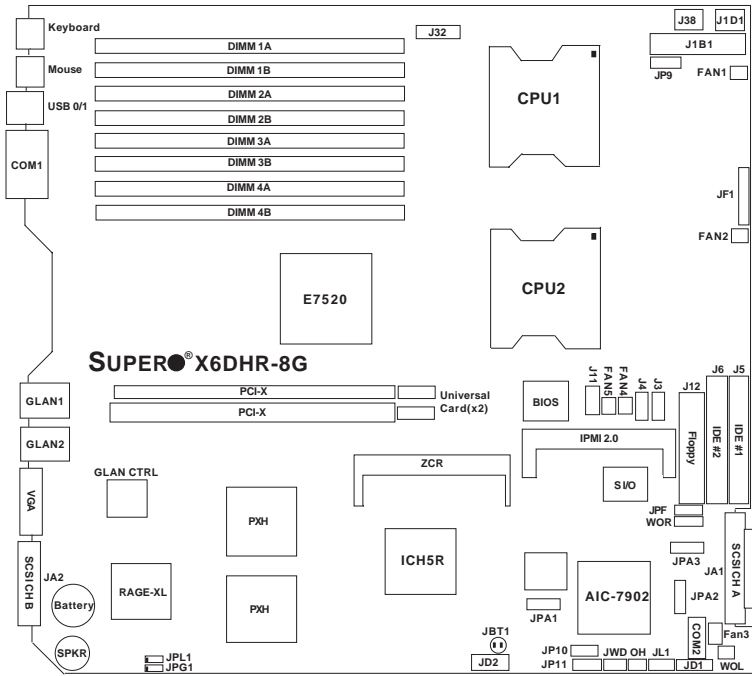 Keyboard
Mouse
USB 0/1
COM1
DIMM 1A
DIMM 1B
DIMM 2A
DIMM 2B
DIMM 3A
DIMM 3B
DIMM 4A
DIMM 4B
J32
CPU1
J38
J1D1
J1B1
JP9
FAN1
JF1
FAN2
CPU2
E7520
SUPER® X6DHR-8G
GLAN1
GLAN2
VGA
SCSI CH B
PCI-X
PCI-X
Universal
Card(x2)
BIOS
J11
FAN5
FAN4
J4
J3
J12
J6
J5
Floppy
IDE #2
IDE #1
IPMI 2.0
ZCR
S I/O
GLAN CTRL
PXH
ICH5R
JPF
WOR
JPA3
JA1
SCSI CH A
JPA2
JA2
Battery
RAGE-XL
PXH
AIC-7902
JPA1
SPKR
JPL1
JPG1
JBT1
JD2
JP10
JP11
JWD
OH
JL1
JD1
COM2
Fan3
WOL